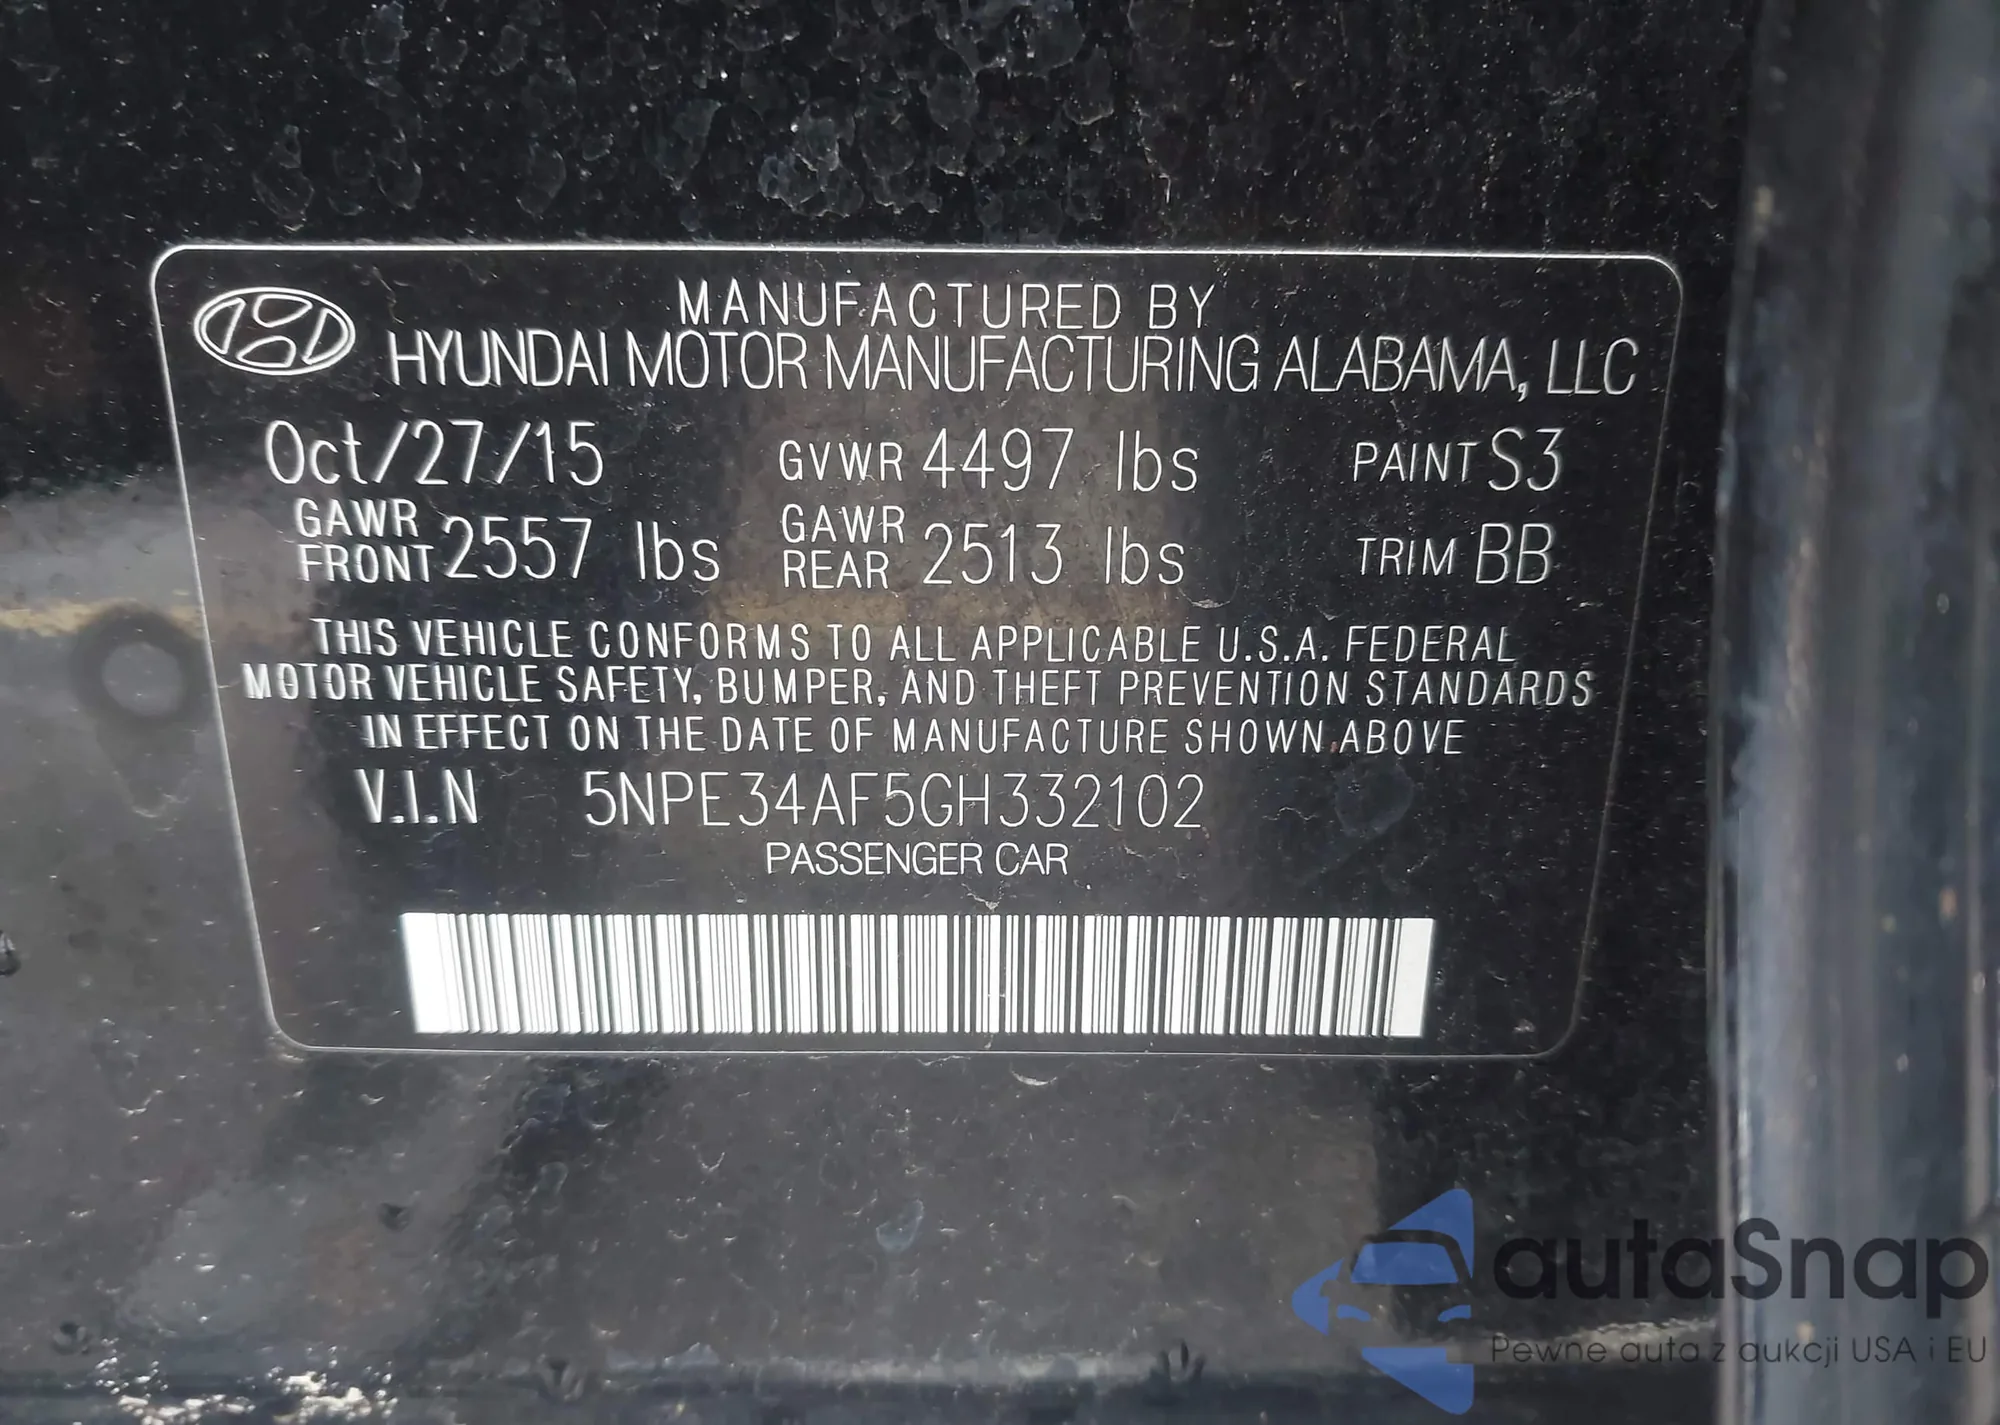 MANUFACTURED BY
HYUNDAI MOTOR MANUFACTURING ALABAMA, LLC
Oct/27/15 GVWR 4497 lbs PAINT S3
GAWR FRONT 2557 lbs GAWR REAR 2513 lbs TRIM BB
THIS VEHICLE CONFORMS TO ALL APPLICABLE U.S.A. FEDERAL
MOTOR VEHICLE SAFETY, BUMPER, AND THEFT PREVENTION STANDARDS
IN EFFECT ON THE DATE OF MANUFACTURE SHOWN ABOVE
V.I.N 5NPE34AF5GH332102
PASSENGER CAR
autaSnap
Pewne auta z aukcji USA i EU